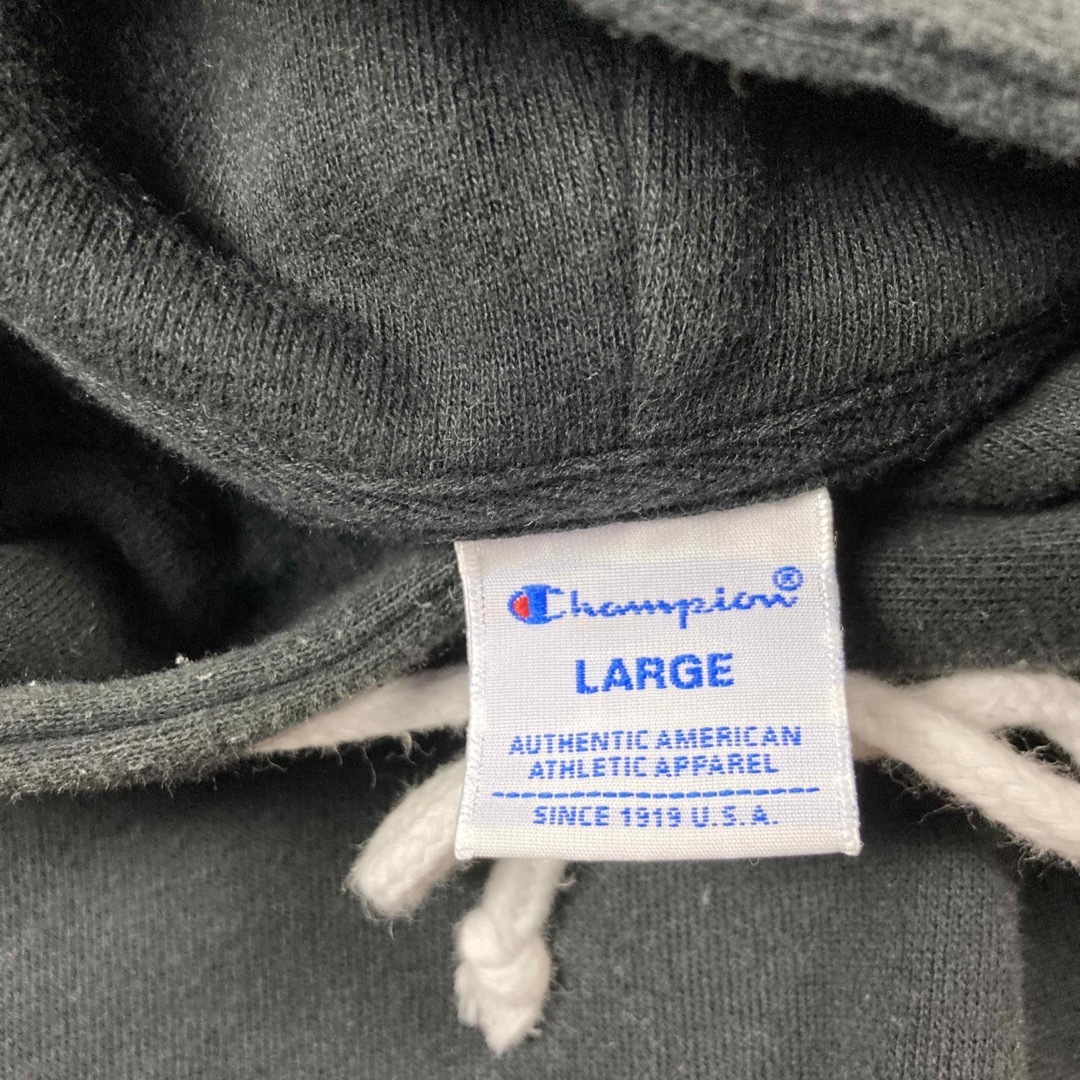 Champion®
LARGE
AUTHENTIC AMERICAN
ATHLETIC APPAREL
SINCE 1919 U.S.A.